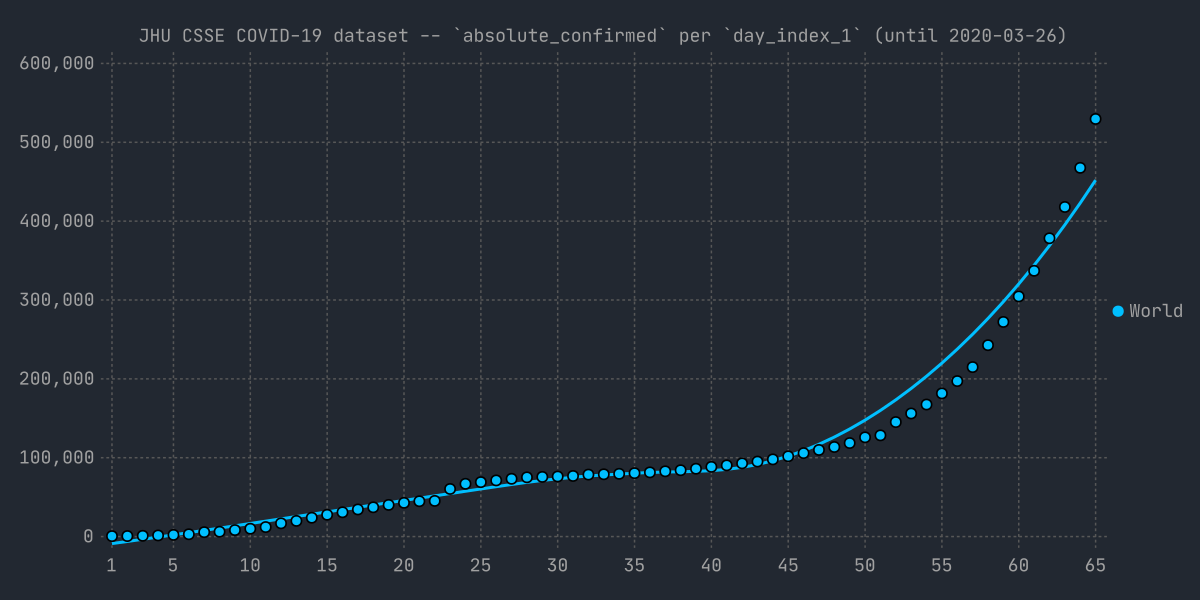 JHU CSSE COVID-19 dataset -- `absolute_confirmed` per `day_index_1` (until 2020-03-26)
600,000
500,000
400,000
300,000
200,000
100,000
0
1 5 10 15 20 25 30 35 40 45 50 55 60 65
World